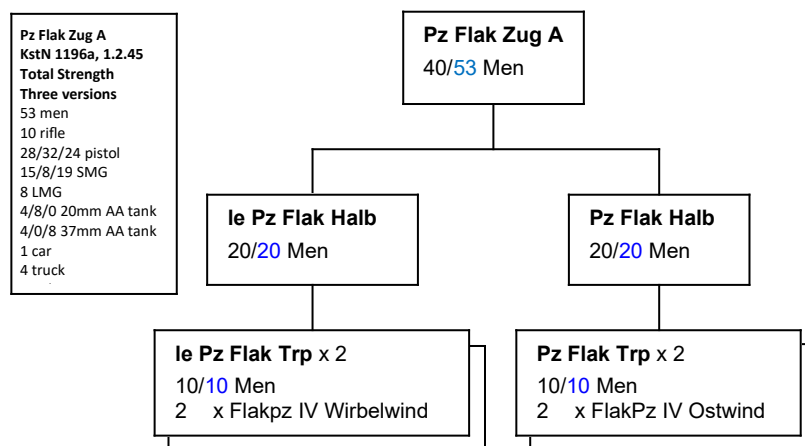 Pz Flak Zug A
KstN 1196a, 1.2.45
Total Strength
Three versions
53 men
10 rifle
28/32/24 pistol
15/8/19 SMG
8 LMG
4/8/0 20mm AA tank
4/0/8 37mm AA tank
1 car
4 truck
Pz Flak Zug A
40/53 Men
le Pz Flak Halb
20/20 Men
Pz Flak Halb
20/20 Men
le Pz Flak Trp x 2
10/10 Men
2 x Flakpz IV Wirbelwind
Pz Flak Trp x 2
10/10 Men
2 x FlakPz IV Ostwind